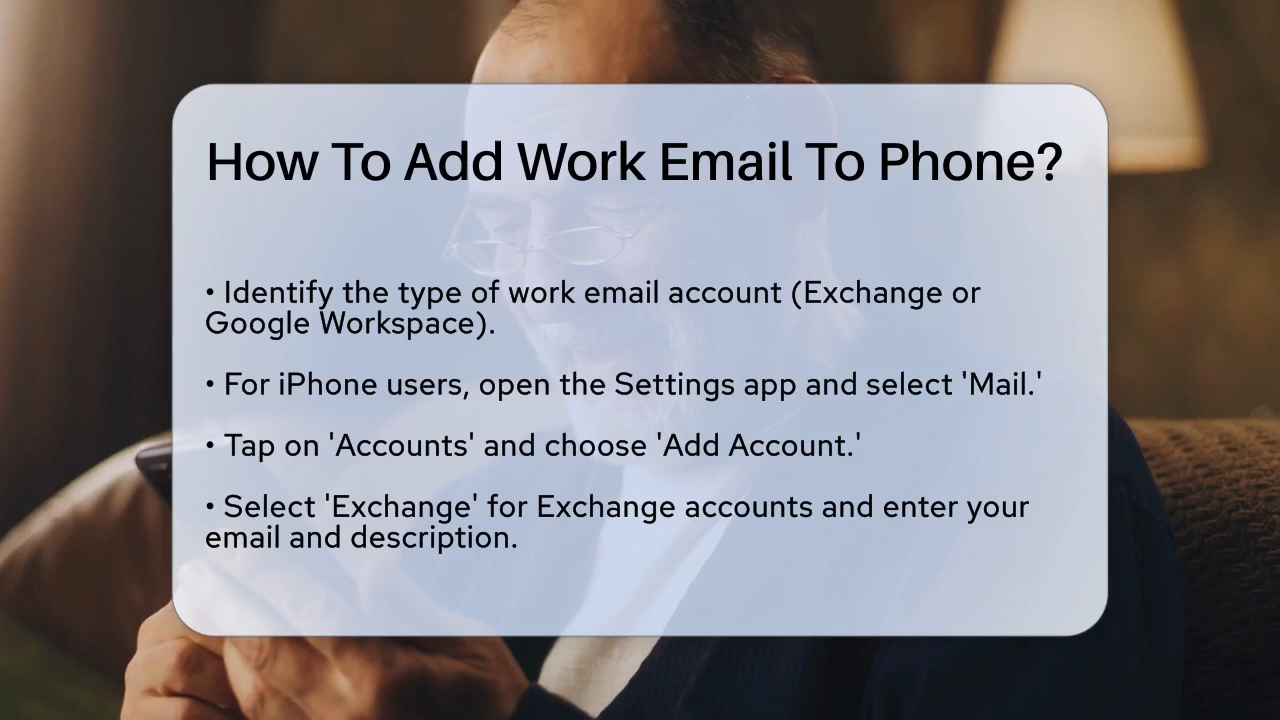 How To Add Work Email To Phone?
• Identify the type of work email account (Exchange or
Google Workspace).
• For iPhone users, open the Settings app and select 'Mail.'
• Tap on 'Accounts' and choose 'Add Account.'
• Select 'Exchange' for Exchange accounts and enter your
email and description.